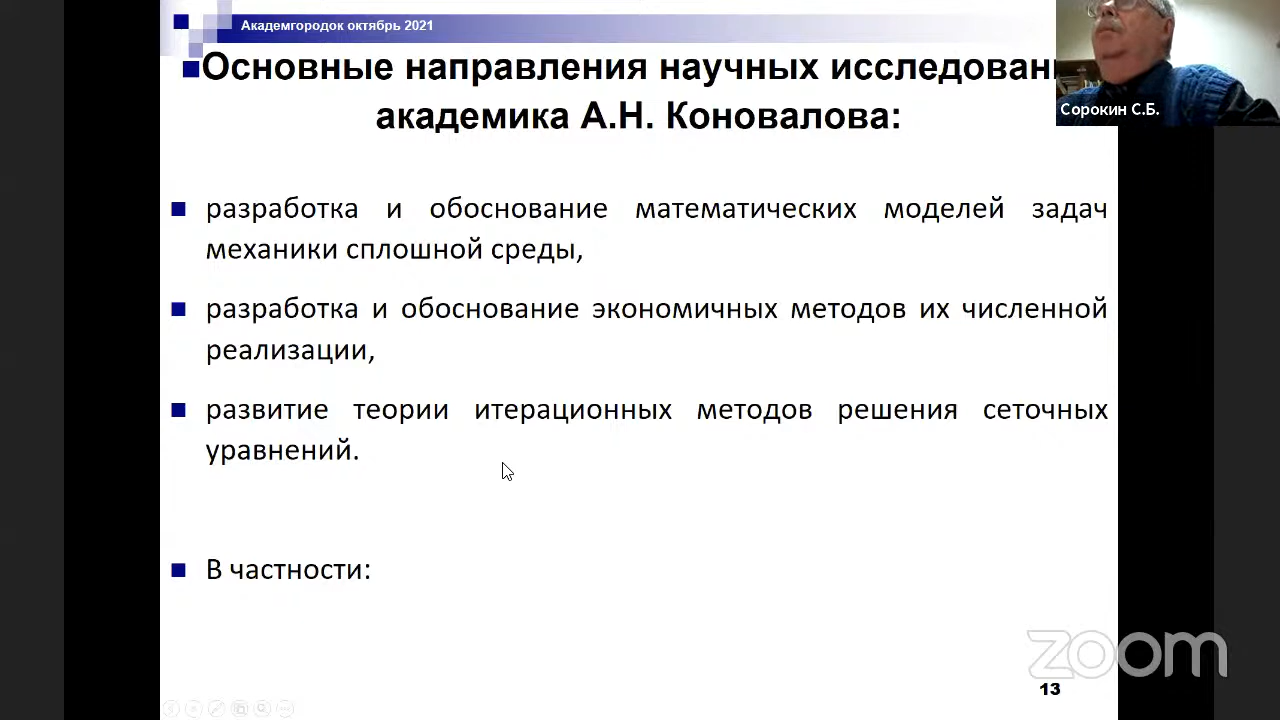 Академгородок октябрь 2021
Основные направления научных
академика А.Н. Коновалова:
Сорокин С.Б.
разработка и обоснование математических моделей задач
механики сплошной среды,
разработка и обоснование экономичных методов их численной
реализации,
развитие теории итерационных методов решения сеточных
уравнений.
В частности:
zoom
13